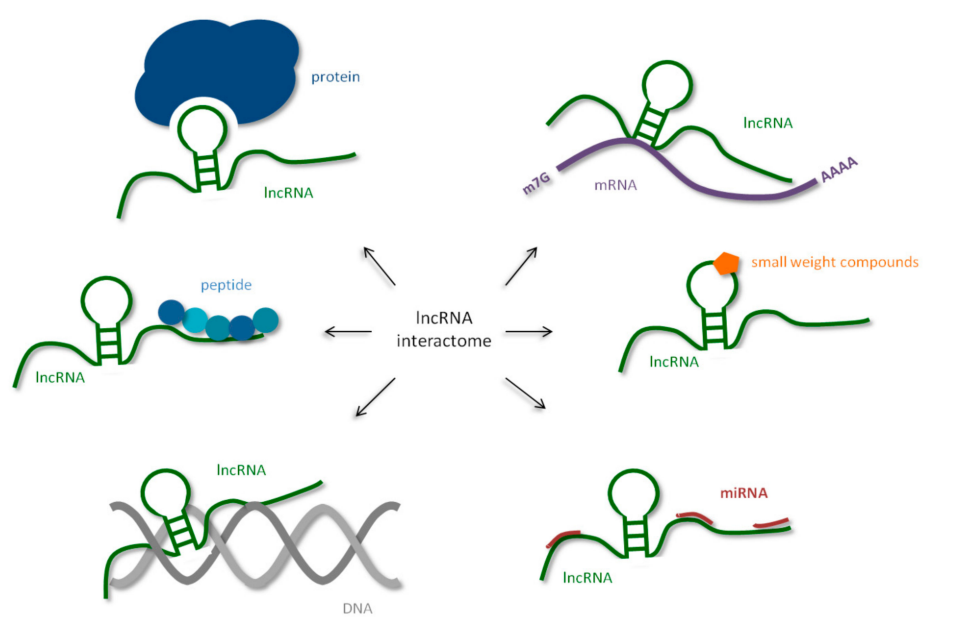 protein
lncRNA
lncRNA
m7G
mRNA
AAAA
peptide
lncRNA
lncRNA
interactome
small weight compounds
lncRNA
lncRNA
DNA
miRNA
lncRNA